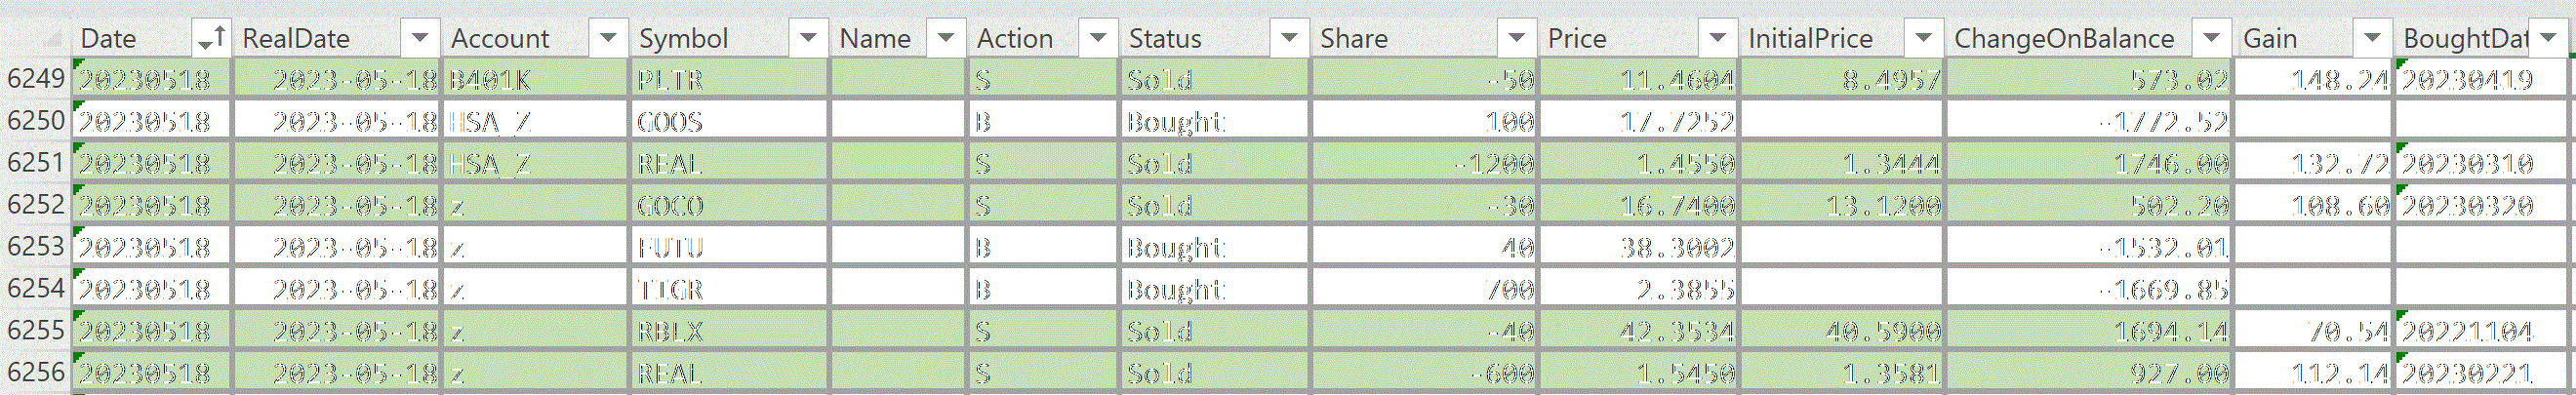 Date RealDate Account Symbol Name Action Status Share Price InitialPrice ChangeOnBalance Gain BoughtDat
6249 20230518 2023-05-18 B401K PLTR S Sold -50 11.4604 8.4957 573.02 148.24 20230419
6250 20230518 2023-05-18 HSA_Z GOOS B Bought 100 17.7252 -1772.52
6251 20230518 2023-05-18 HSA_Z REAL S Sold -1200 1.4550 1.3444 1746.00 132.72 20230310
6252 20230518 2023-05-18 z GOCO S Sold -30 16.7400 13.1200 502.20 108.60 20230320
6253 20230518 2023-05-18 z FUTU B Bought 40 38.3002 -1532.01
6254 20230518 2023-05-18 z TIGR B Bought 700 2.3855 -1669.85
6255 20230518 2023-05-18 z RBLX S Sold -40 42.3534 40.5900 1694.14 70.54 20221104
6256 20230518 2023-05-18 z REAL S Sold -600 1.5450 1.3581 927.00 112.14 20230221